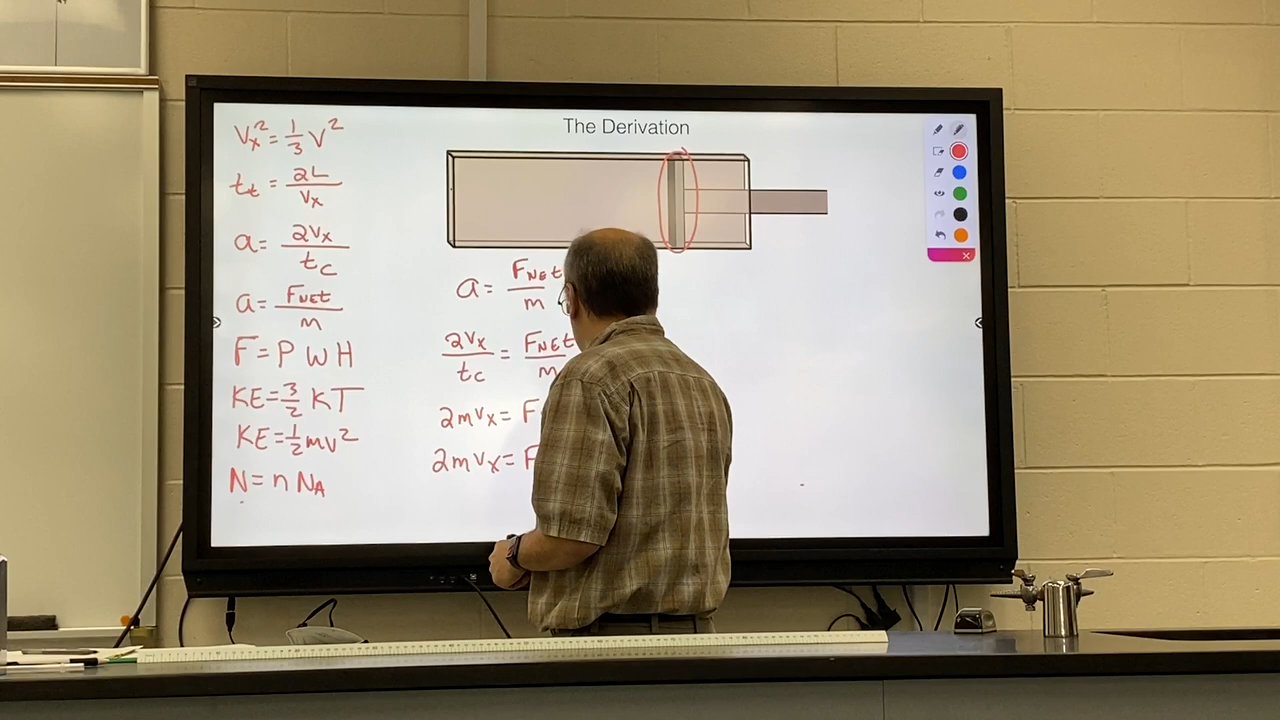 The Derivation
Vx² = 1/3 V²
tt = 2L/Vx
a = 2Vx/tc
a = FNET/m
F = P W H
KE = 3/2 KT
KE = 1/2 mv²
N = n NA
a = FNEt/m
2Vx/tc = FNEt/m
2mVx = F
2mVx = F